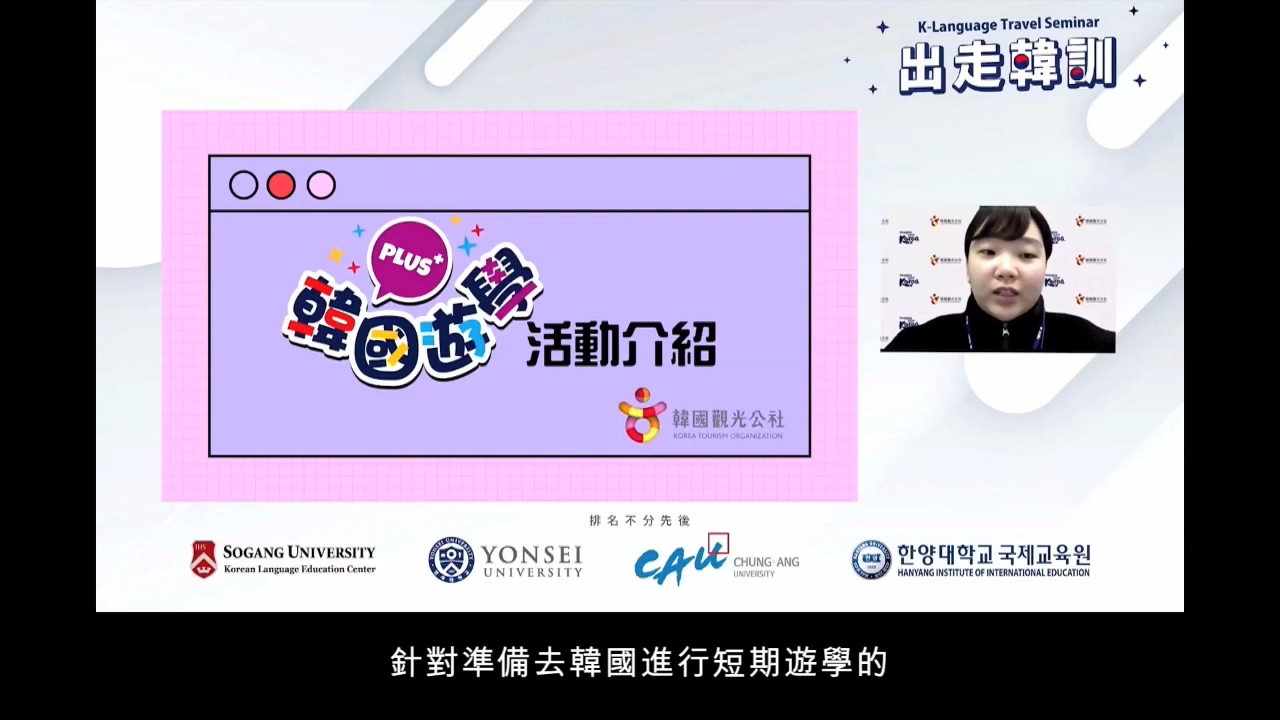 K-Language Travel Seminar
出走韓訓
PLUS+
韓國遊學
活動介紹
韓國觀光公社
KOREA TOURISM ORGANIZATION
排名不分先後
SOGANG UNIVERSITY
Korean Language Education Center
YONSEI
UNIVERSITY
CAU
CHUNG-ANG
UNIVERSITY
한양대학교 국제교육원
HANYANG INSTITUTE OF INTERNATIONAL EDUCATION
針對準備去韓國進行短期遊學的